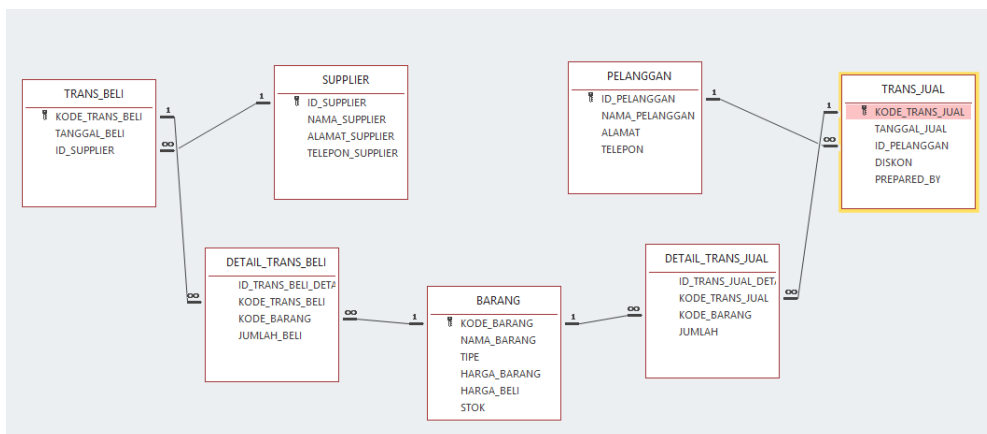 TRANS_BELI
KODE_TRANS_BELI
TANGGAL_BELI
ID_SUPPLIER
1
∞
SUPPLIER
ID_SUPPLIER
NAMA_SUPPLIER
ALAMAT_SUPPLIER
TELEPON_SUPPLIER
1
PELANGGAN
ID_PELANGGAN
NAMA_PELANGGAN
ALAMAT
TELEPON
1
TRANS_JUAL
KODE_TRANS_JUAL
TANGGAL_JUAL
ID_PELANGGAN
DISKON
PREPARED_BY
1
∞
DETAIL_TRANS_BELI
ID_TRANS_BELI_DETA
KODE_TRANS_BELI
KODE_BARANG
JUMLAH_BELI
∞
∞
BARANG
KODE_BARANG
NAMA_BARANG
TIPE
HARGA_BARANG
HARGA_BELI
STOK
1
1
DETAIL_TRANS_JUAL
ID_TRANS_JUAL_DET
KODE_TRANS_JUAL
KODE_BARANG
JUMLAH
∞
∞